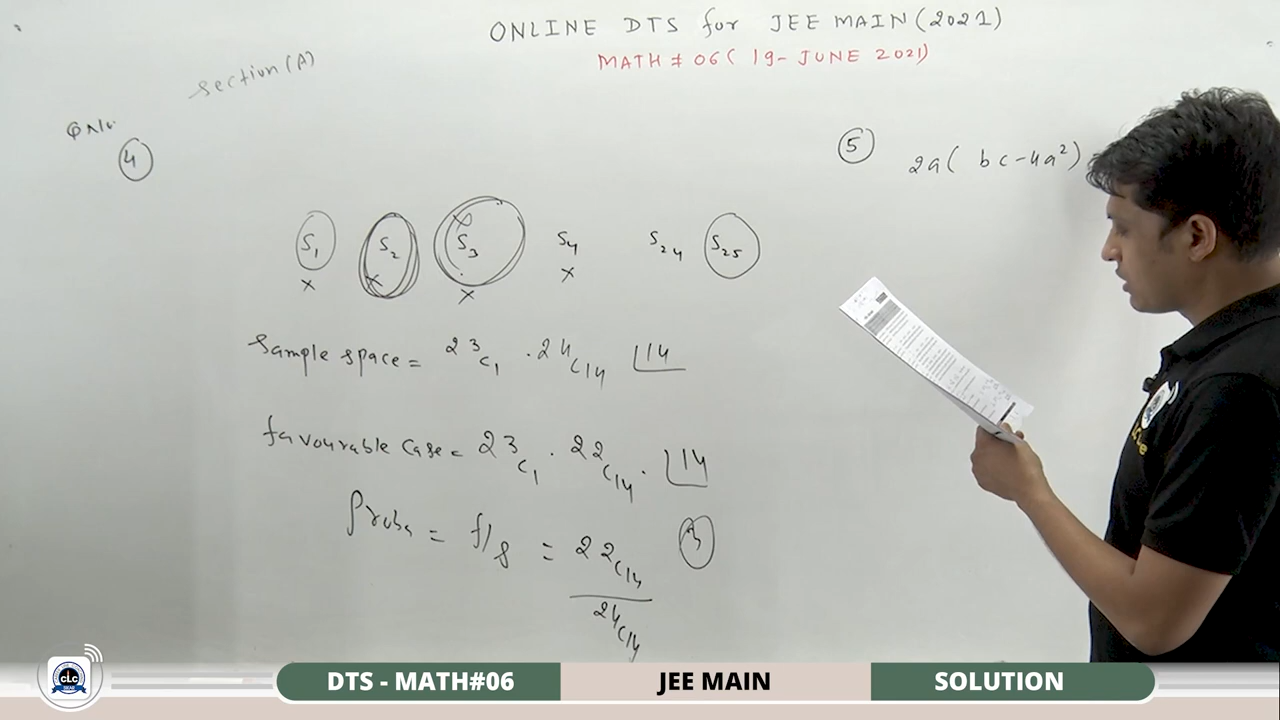 ONLINE DTS for JEE MAIN (2021)
MATH # 06 ( 19-JUNE 2021)
Section (A)
4
S1 S2 S3 S4 S24 S25
x x x x
Sample space = 23C1 . 24C14 ⌊14
favourable case = 23C1 . 22C14 . ⌊14
Proba = f/s = 22C14 / 24C14
3
5
2a( bc-4a²)
CLC
DTS - MATH#06
JEE MAIN
SOLUTION